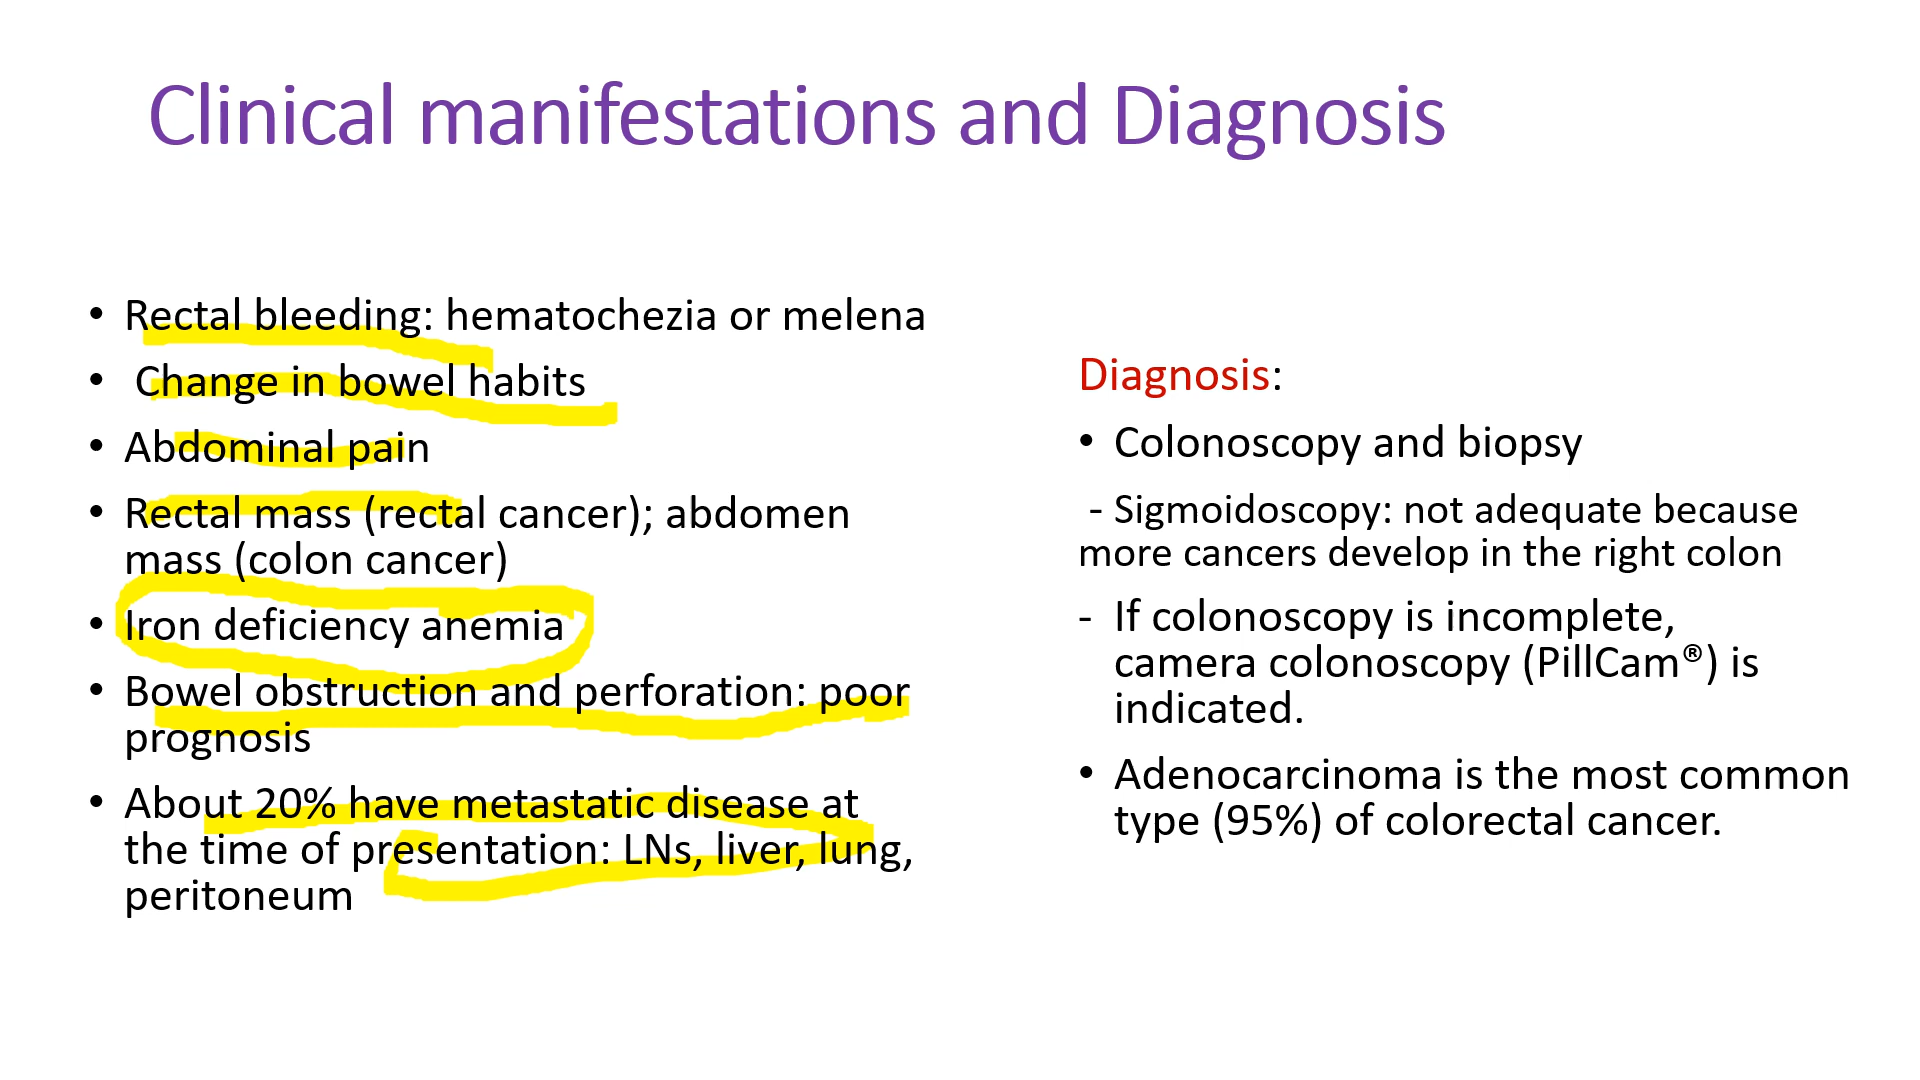 Clinical manifestations and Diagnosis
• Rectal bleeding: hematochezia or melena
• Change in bowel habits
• Abdominal pain
• Rectal mass (rectal cancer); abdomen
mass (colon cancer)
• Iron deficiency anemia
• Bowel obstruction and perforation: poor
prognosis
• About 20% have metastatic disease at
the time of presentation: LNs, liver, lung,
peritoneum
Diagnosis:
• Colonoscopy and biopsy
- Sigmoidoscopy: not adequate because
more cancers develop in the right colon
- If colonoscopy is incomplete,
camera colonoscopy (PillCam®) is
indicated.
• Adenocarcinoma is the most common
type (95%) of colorectal cancer.